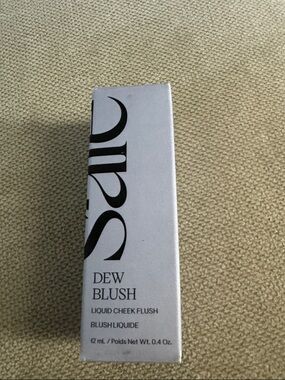 Saie
DEW
BLUSH
LIQUID CHEEK FLUSH
BLUSH LIQUIDE
12 mL / Poids Net Wt. 0.4 Oz.